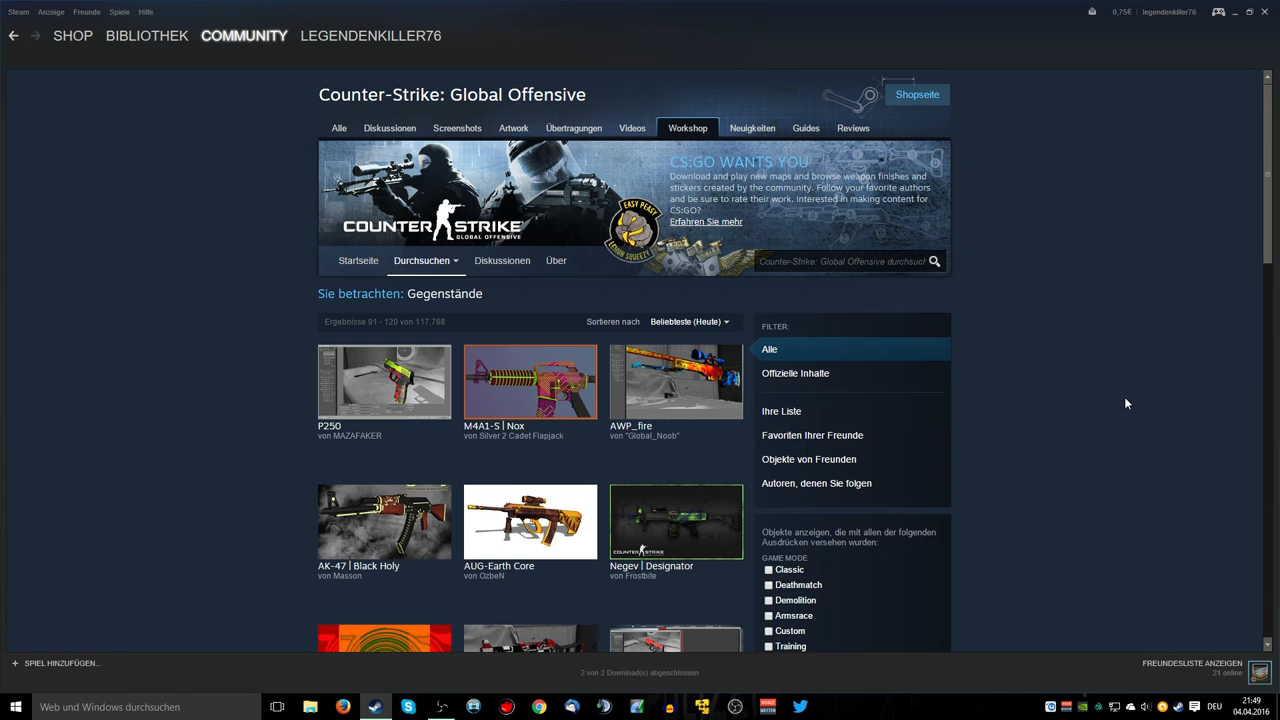 Steam Anzeige Freunde Spiele Hilfe
0,75€ legendenkiller76
SHOP BIBLIOTHEK COMMUNITY LEGENDENKILLER76
Counter-Strike: Global Offensive
Shopseite
Alle Diskussionen Screenshots Artwork Übertragungen Videos Workshop Neuigkeiten Guides Reviews
CS:GO WANTS YOU
Download and play new maps and browse weapon finishes and
stickers created by the community. Follow your favorite authors
and be sure to rate their work. Interested in making content for
CS:GO?
Erfahren Sie mehr
COUNTER STRIKE
GLOBAL OFFENSIVE
EASY PEASY
LEMON SQUEEZY
Startseite Durchsuchen Diskussionen Über
Counter-Strike: Global Offensive durchsuch
Sie betrachten: Gegenstände
Ergebnisse 91 - 120 von 117,768
Sortieren nach Beliebteste (Heute)
P250
von MAZAFAKER
M4A1-S | Nox
von Silver 2 Cadet Flapjack
AWP_fire
von "Global_Noob"
AK-47 | Black Holy
von Masson
AUG-Earth Core
von OzbeN
COUNTER STRIKE
Negev | Designator
von Frostbite
FILTER:
Alle
Offizielle Inhalte
Ihre Liste
Favoriten Ihrer Freunde
Objekte von Freunden
Autoren, denen Sie folgen
Objekte anzeigen, die mit allen der folgenden
Ausdrücken versehen wurden:
GAME MODE
Classic
Deathmatch
Demolition
Armsrace
Custom
Training
+ SPIEL HINZUFÜGEN...
2 von 2 Download(s) abgeschlossen
FREUNDESLISTE ANZEIGEN
21 online
Web und Windows durchsuchen
21:49
04.04.2016